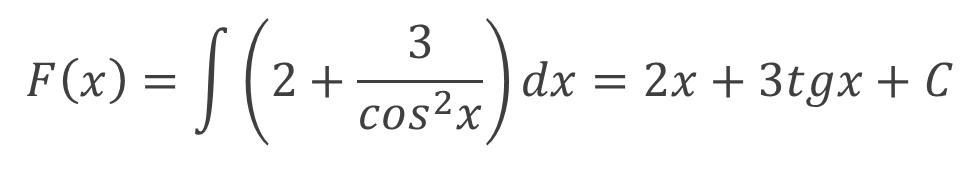 F(x) = ∫(2 + 3/cos²x)dx = 2x + 3tgx + C